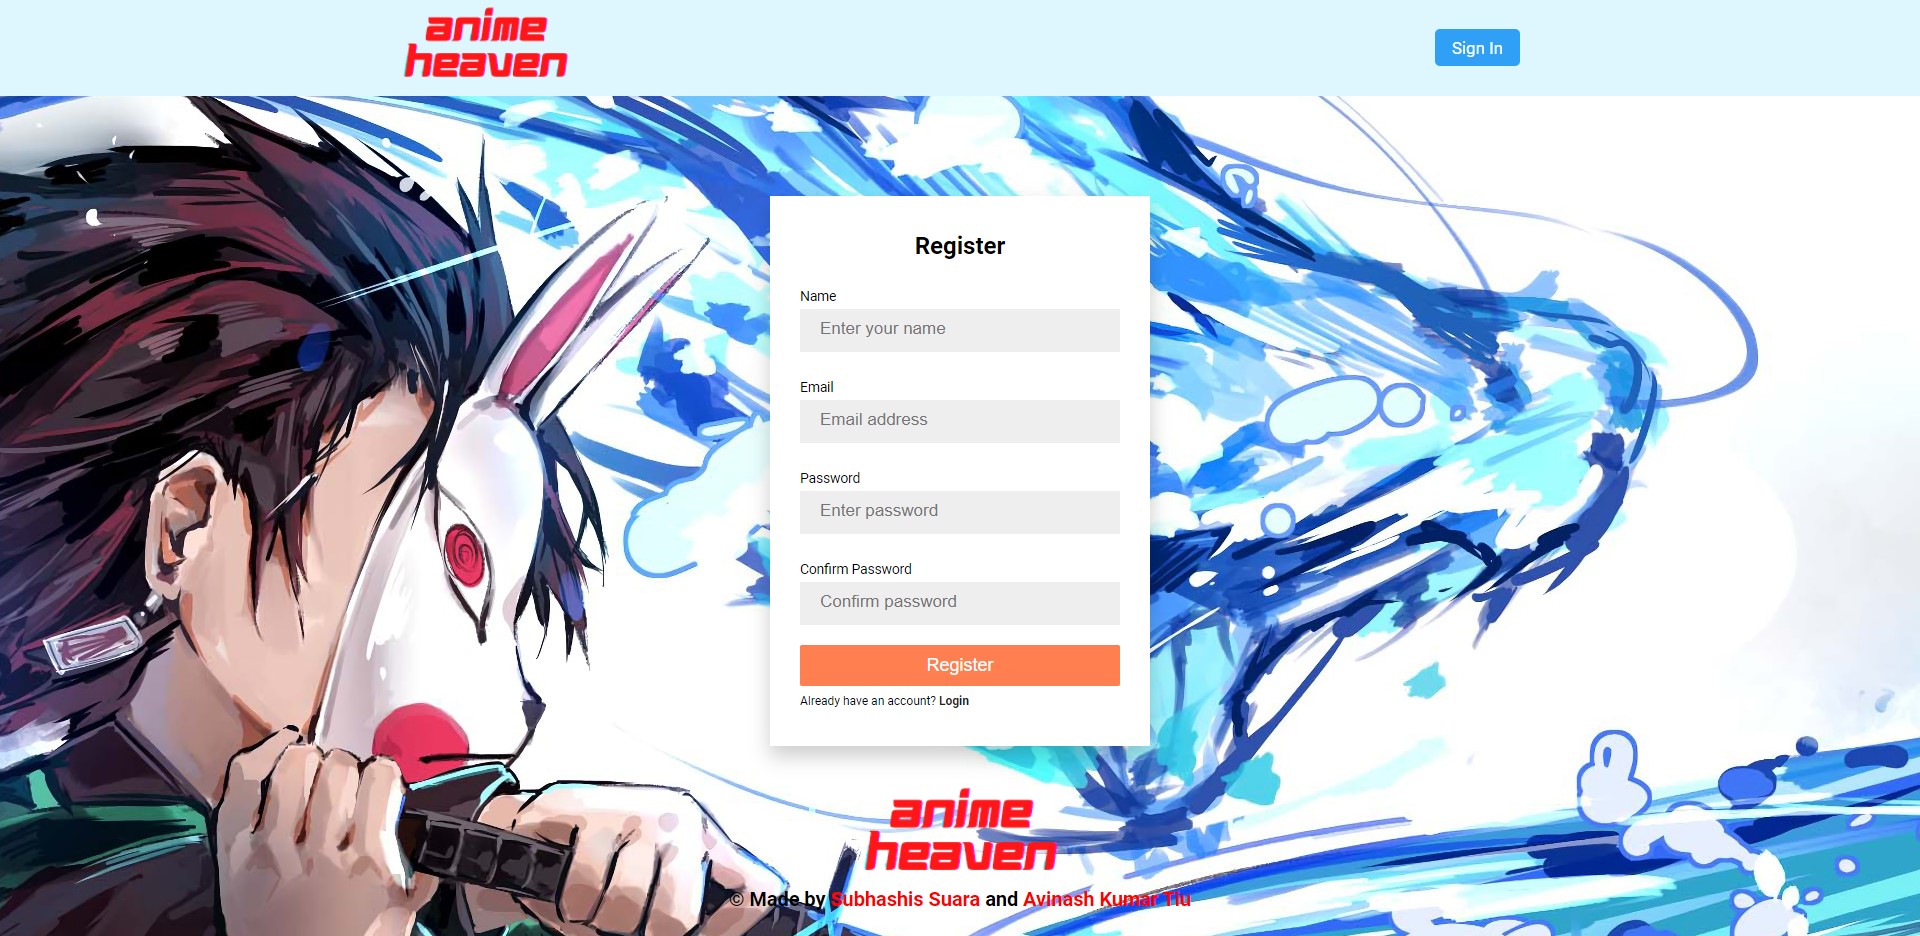 anime
heaven
Sign In
Register
Name
Enter your name
Email
Email address
Password
Enter password
Confirm Password
Confirm password
Register
Already have an account? Login
anime
heaven
© Made by Subhashis Suara and Avinash Kumar Tiu